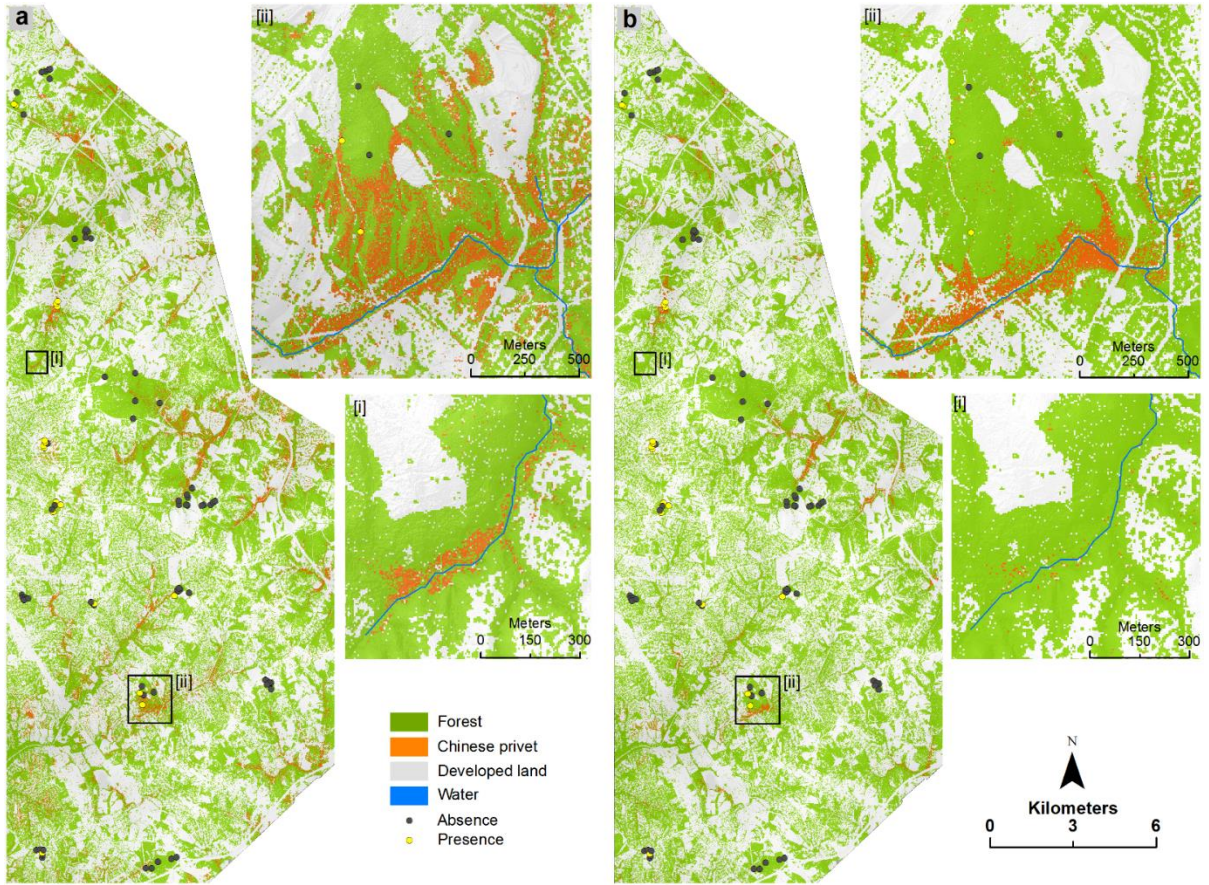 a
[ii]
Meters
0 250 500
[i]
[i]
Meters
0 150 300
[ii]
Forest
Chinese privet
Developed land
Water
Absence
Presence
b
[ii]
Meters
0 250 500
[i]
[i]
Meters
0 150 300
[ii]
N
Kilometers
0 3 6